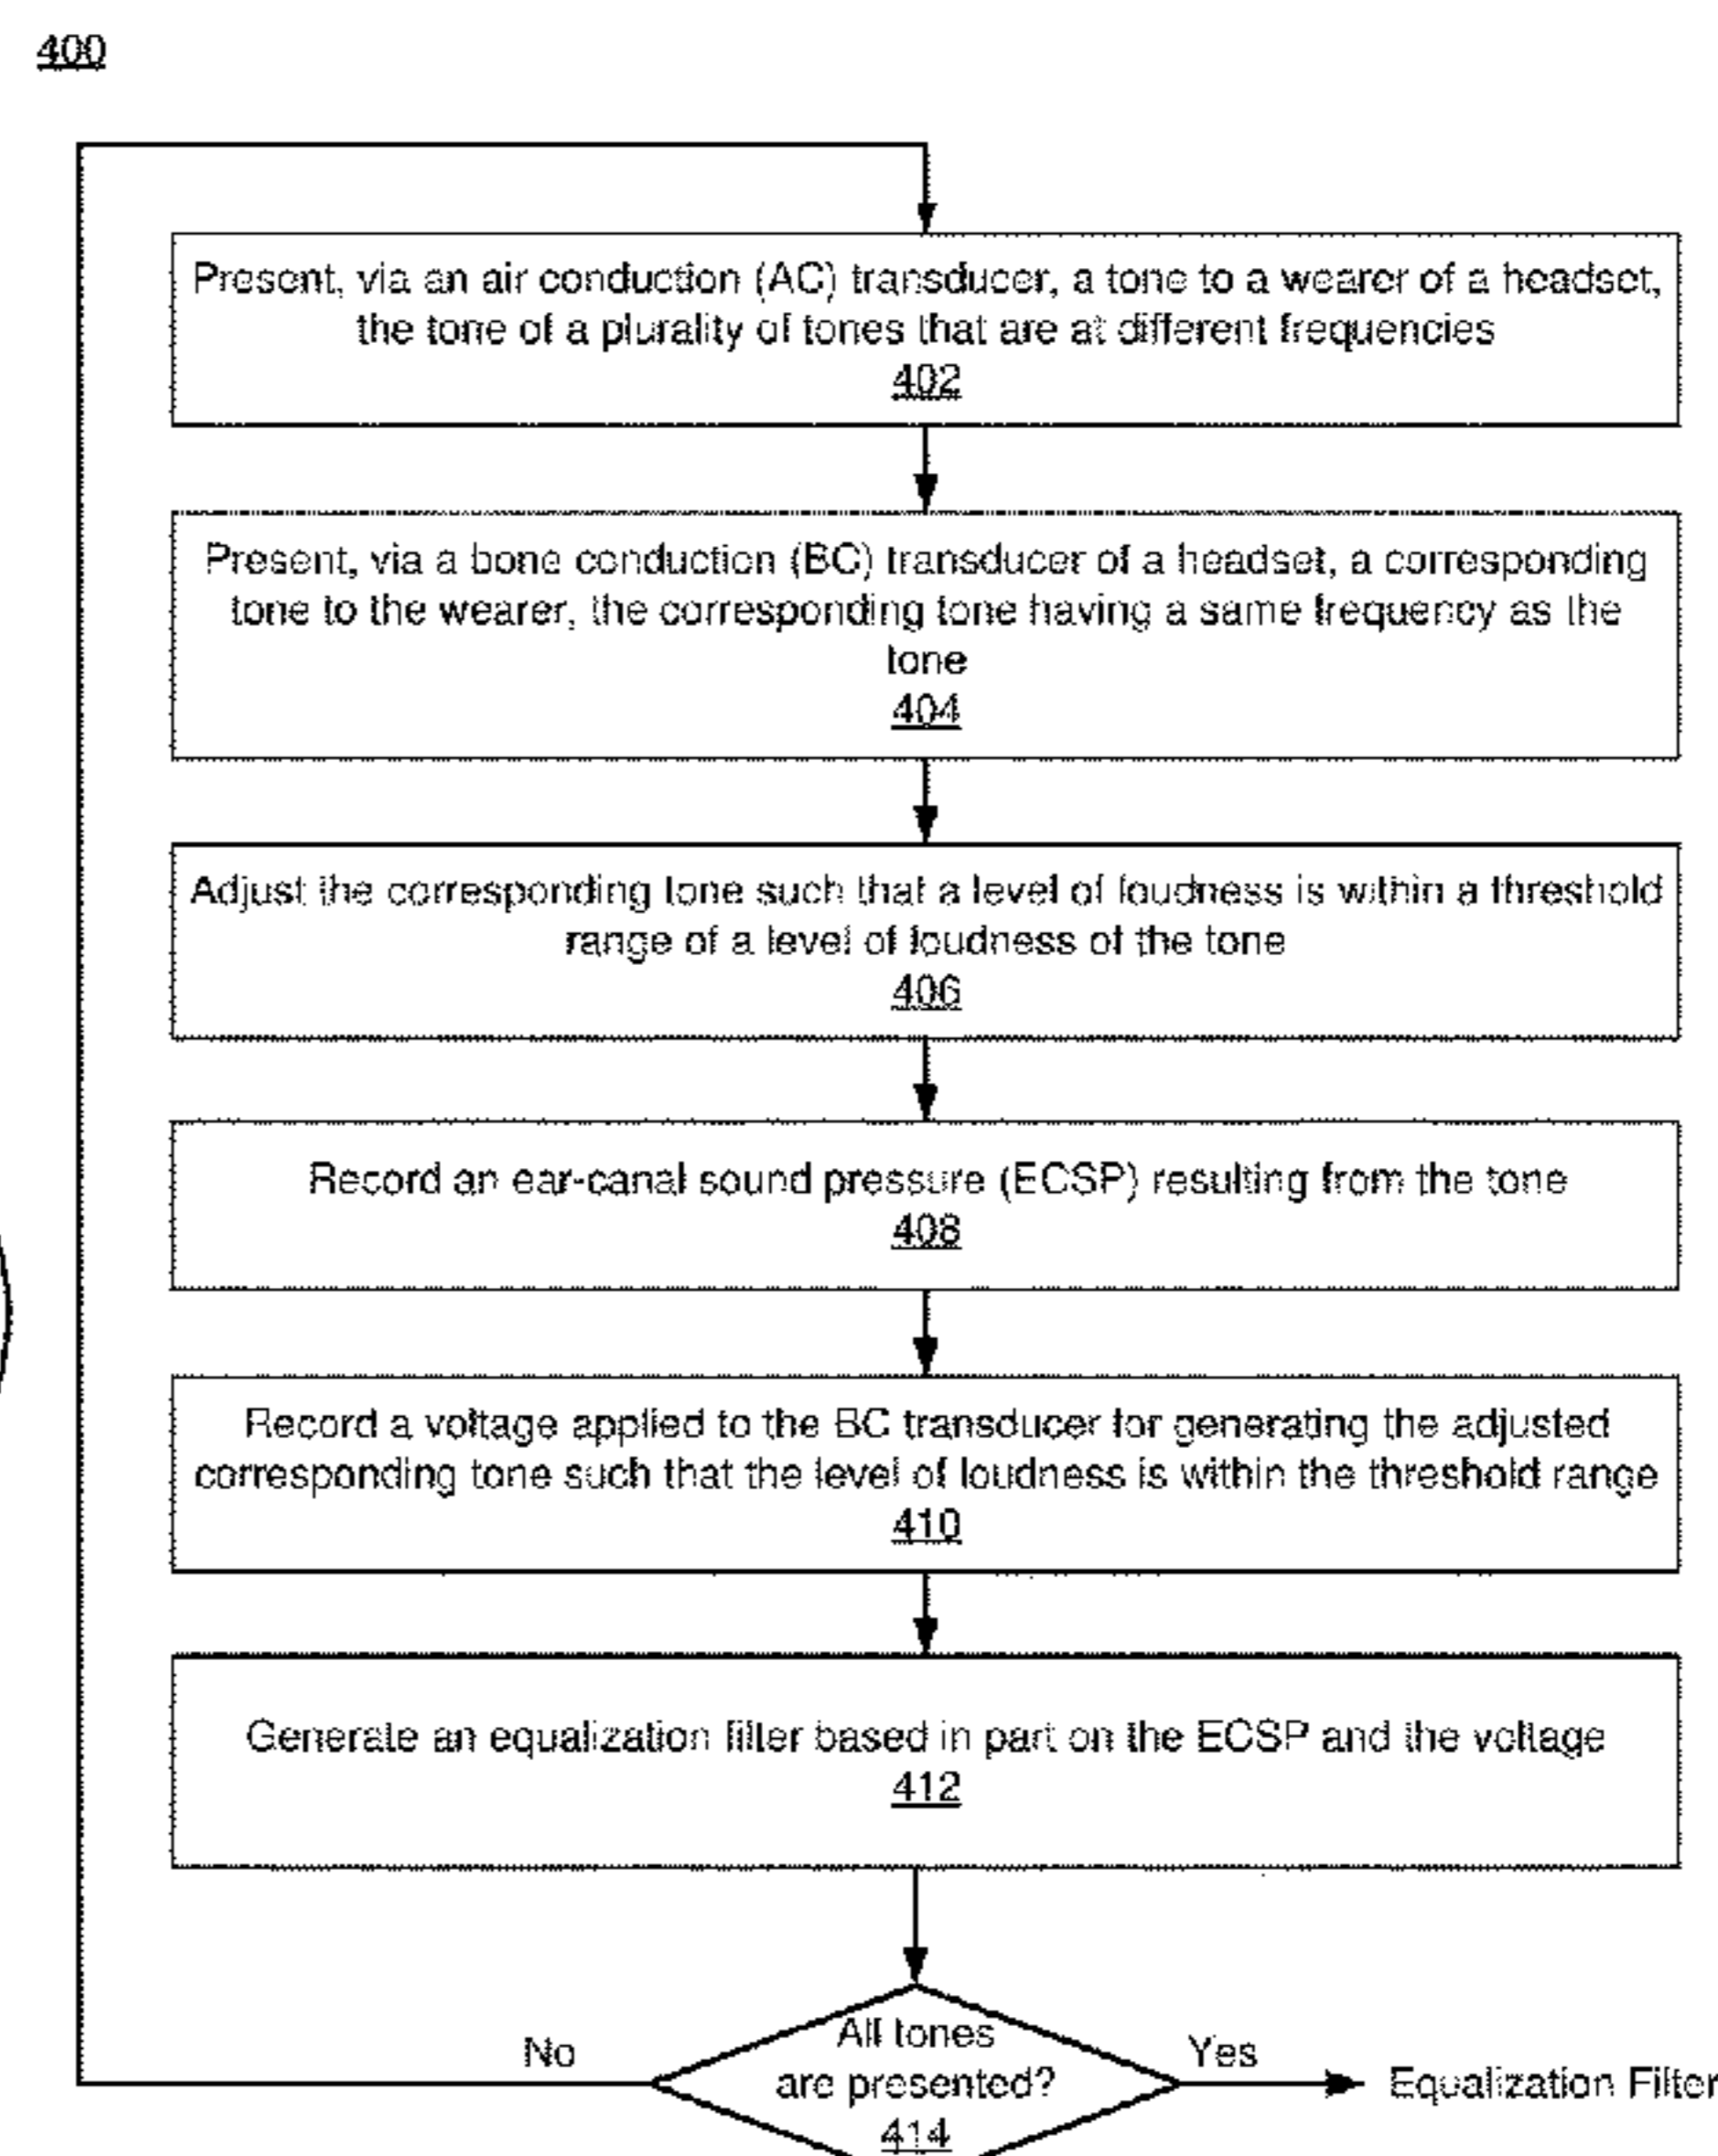 400
Present, via an air conduction (AC) transducer, a tone to a wearer of a headset,
the tone of a plurality of tones that are at different frequencies
402
Present, via a bone conduction (BC) transducer of a headset, a corresponding
tone to the wearer, the corresponding tone having a same frequency as the
tone
404
Adjust the corresponding tone such that a level of loudness is within a threshold
range of a level of loudness of the tone
406
Record an ear-canal sound pressure (ECSP) resulting from the tone
408
Record a voltage applied to the BC transducer for generating the adjusted
corresponding tone such that the level of loudness is within the threshold range
410
Generate an equalization filter based in part on the ECSP and the voltage
412
All tones
No
Yes
are presented?
Equalization Filter
414